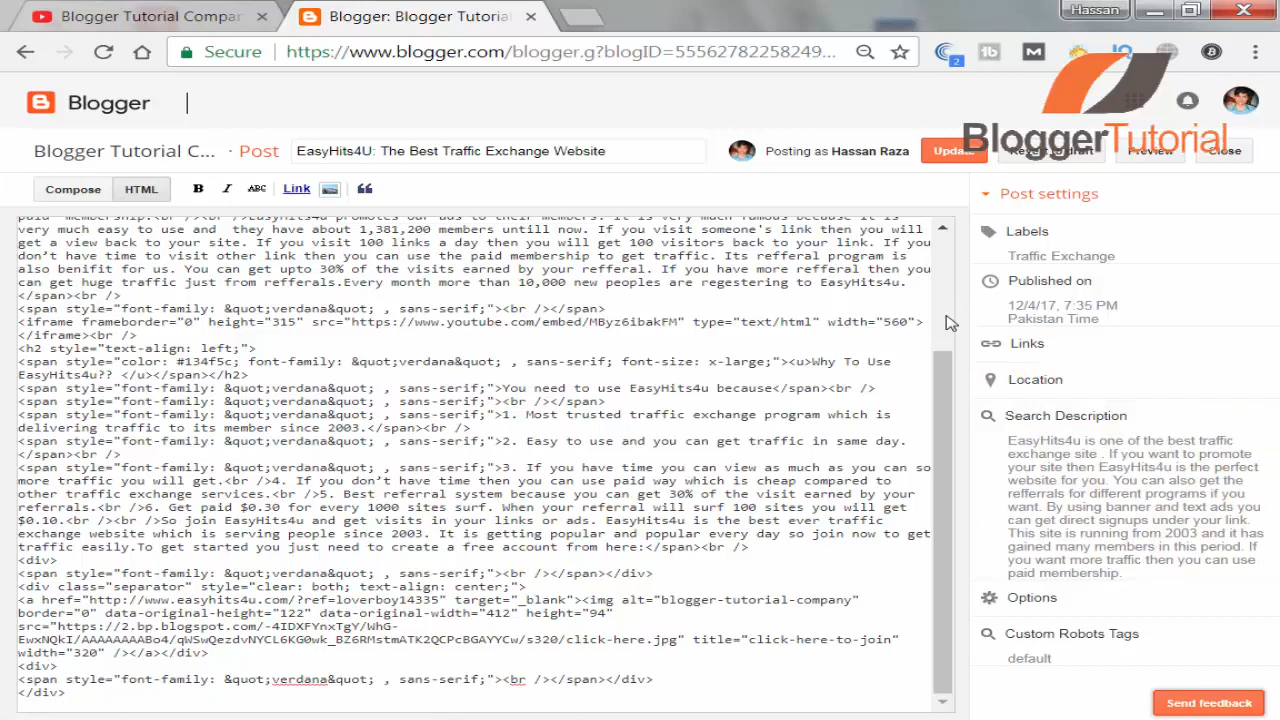 Blogger Tutorial Compar
Blogger: Blogger Tutorial
Hassan
Secure
https://www.blogger.com/blogger.g?blogID=55562782258249...
2
Blogger
BloggerTutorial
Blogger Tutorial C... · Post
EasyHits4U: The Best Traffic Exchange Website
Posting as Hassan Raza
Update
Revert to draft
Preview
Close
Compose
HTML
B I ABC Link
very much easy to use and they have about 1,381,200 members untill now. If you visit someone's link then you will
get a view back to your site. If you visit 100 links a day then you will get 100 visitors back to your link. If you
don't have time to visit other link then you can use the paid membership to get traffic. Its refferal program is
also benifit for us. You can get upto 30% of the visits earned by your refferal. If you have more refferal then you
can get huge traffic just from refferals.Every month more than 10,000 new peoples are regestering to EasyHits4u.
</span><br />
<span style="font-family: &quot;verdana&quot; , sans-serif;"><br /></span>
<iframe frameborder="0" height="315" src="https://www.youtube.com/embed/MByz6ibakFM" type="text/html" width="560">
</iframe><br />
<h2 style="text-align: left;">
<span style="color: #134f5c; font-family: &quot;verdana&quot; , sans-serif; font-size: x-large;"><u>Why To Use
EasyHits4u?? </u></span></h2>
<span style="font-family: &quot;verdana&quot; , sans-serif;">You need to use EasyHits4u because</span><br />
<span style="font-family: &quot;verdana&quot; , sans-serif;"><br /></span>
<span style="font-family: &quot;verdana&quot; , sans-serif;">1. Most trusted traffic exchange program which is
delivering traffic to its member since 2003.</span><br />
<span style="font-family: &quot;verdana&quot; , sans-serif;">2. Easy to use and you can get traffic in same day.
</span><br />
<span style="font-family: &quot;verdana&quot; , sans-serif;">3. If you have time you can view as much as you can so
more traffic you will get.<br />4. If you don't have time then you can use paid way which is cheap compared to
other traffic exchange services.<br />5. Best referral system because you can get 30% of the visit earned by your
referrals.<br />6. Get paid $0.30 for every 1000 sites surf. When your referral will surf 100 sites you will get
$0.10.<br /><br />So join EasyHits4u and get visits in your links or ads. EasyHits4u is the best ever traffic
exchange website which is serving people since 2003. It is getting popular and popular every day so join now to get
traffic easily.To get started you just need to create a free account from here:</span><br />
<div>
<span style="font-family: &quot;verdana&quot; , sans-serif;"><br /></span></div>
<div class="separator" style="clear: both; text-align: center;">
<a href="http://www.easyhits4u.com/?ref=loverboy14335" target="_blank"><img alt="blogger-tutorial-company"
border="0" data-original-height="122" data-original-width="412" height="94"
src="https://2.bp.blogspot.com/-4IDXFYnxTgY/WhG-
EwxNQkI/AAAAAAAABo4/qWSwQezdvNYCL6KG0wk_BZ6RMstmATK2QCPcBGAYYCw/s320/click-here.jpg" title="click-here-to-join"
width="320" /></a></div>
<div>
<span style="font-family: &quot;verdana&quot; , sans-serif;"><br /></span></div>
</div>
Post settings
Labels
Traffic Exchange
Published on
12/4/17, 7:35 PM
Pakistan Time
Links
Location
Search Description
EasyHits4u is one of the best traffic
exchange site . If you want to promote
your site then EasyHits4u is the perfect
website for you. You can also get the
refferrals for different programs if you
want. By using banner and text ads you
can get direct signups under your link.
This site is running from 2003 and it has
gained many members in this period. If
you want more traffic then you can use
paid membership.
Options
Custom Robots Tags
default
Send feedback